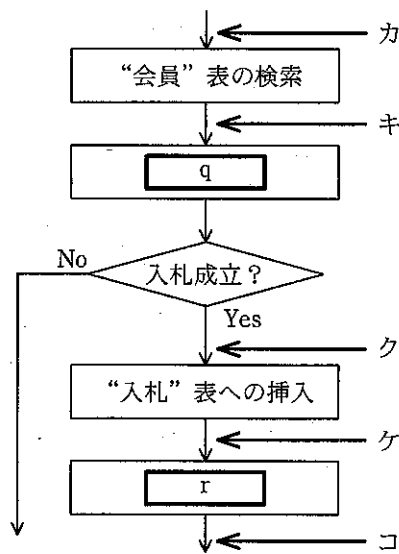 カ
“会員”表の検索
キ
q
入札成立？
No
Yes
ク
“入札”表への挿入
ケ
r
コ